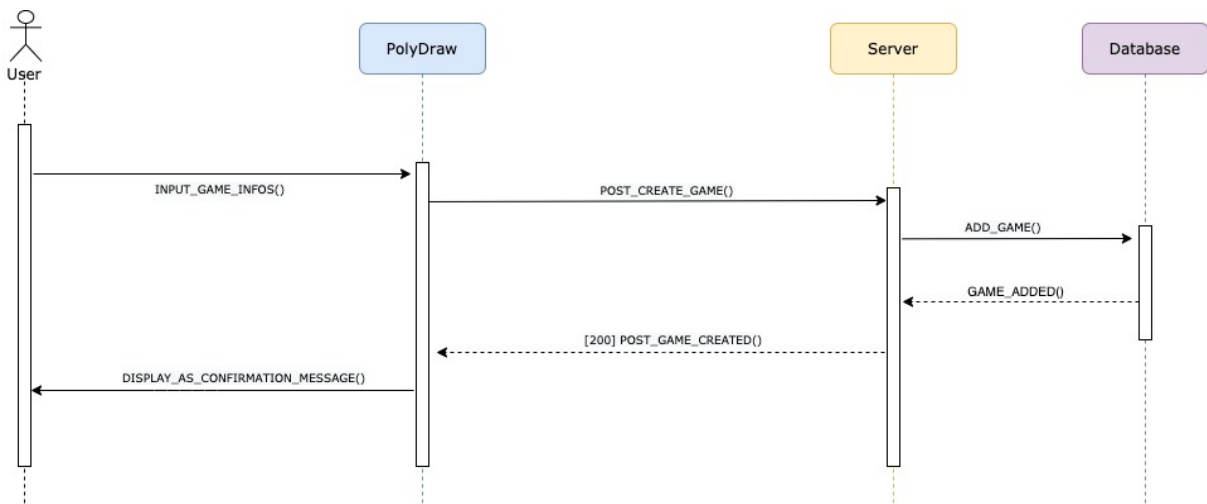 User
PolyDraw
Server
Database
INPUT_GAME_INFOS()
POST_CREATE_GAME()
ADD_GAME()
GAME_ADDED()
[200] POST_GAME_CREATED()
DISPLAY_AS_CONFIRMATION_MESSAGE()